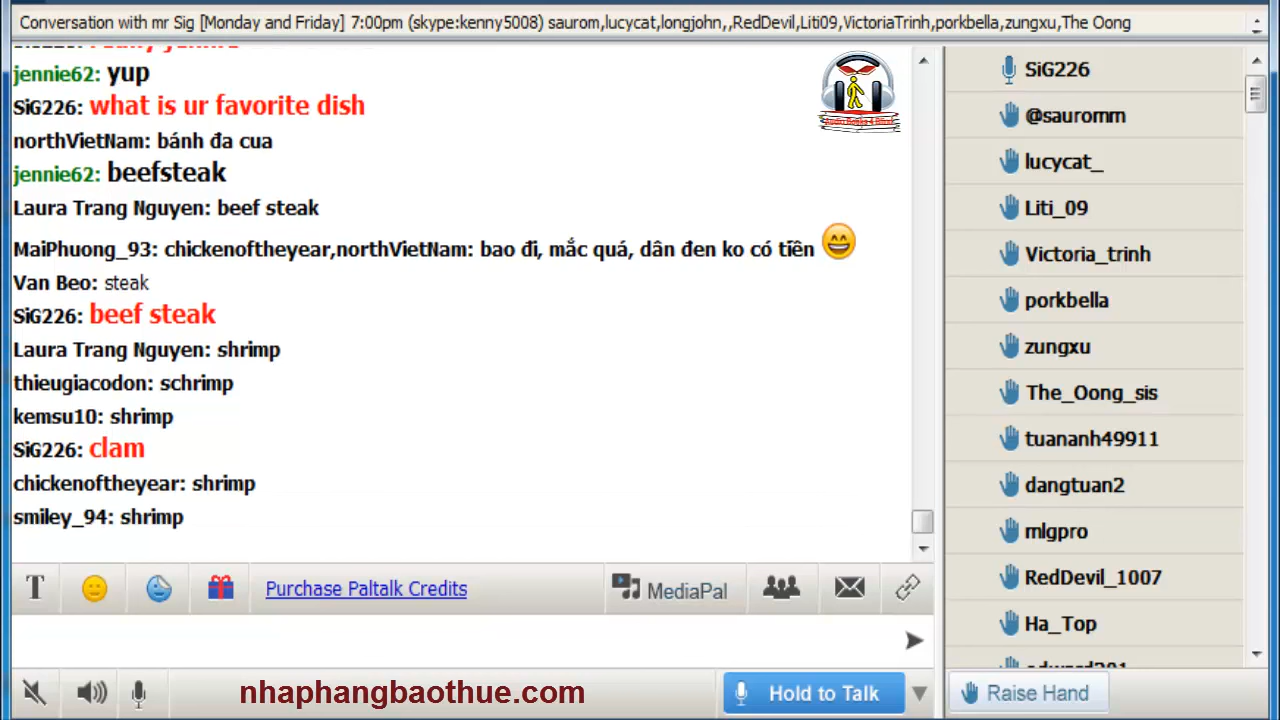 Conversation with mr Sig [Monday and Friday] 7:00pm (skype:kenny5008) saurom,lucycat,longjohn,,RedDevil,Liti09,VictoriaTrinh,porkbella,zungxu,The Oong
jennie62: yup
SiG226: what is ur favorite dish
northVietNam: bánh đa cua
jennie62: beefsteak
Laura Trang Nguyen: beef steak
MaiPhuong_93: chickenoftheyear,northVietNam: bao đi, mắc quá, dân đen ko có tiền
Van Beo: steak
SiG226: beef steak
Laura Trang Nguyen: shrimp
thieugiacodon: schrimp
kemsu10: shrimp
SiG226: clam
chickenoftheyear: shrimp
smiley_94: shrimp
T
Purchase Paltalk Credits
MediaPal
nhaphangbaothue.com
Hold to Talk
SiG226
@sauromm
lucycat_
Liti_09
Victoria_trinh
porkbella
zungxu
The_Oong_sis
tuananh49911
dangtuan2
mlgpro
RedDevil_1007
Ha_Top
Raise Hand